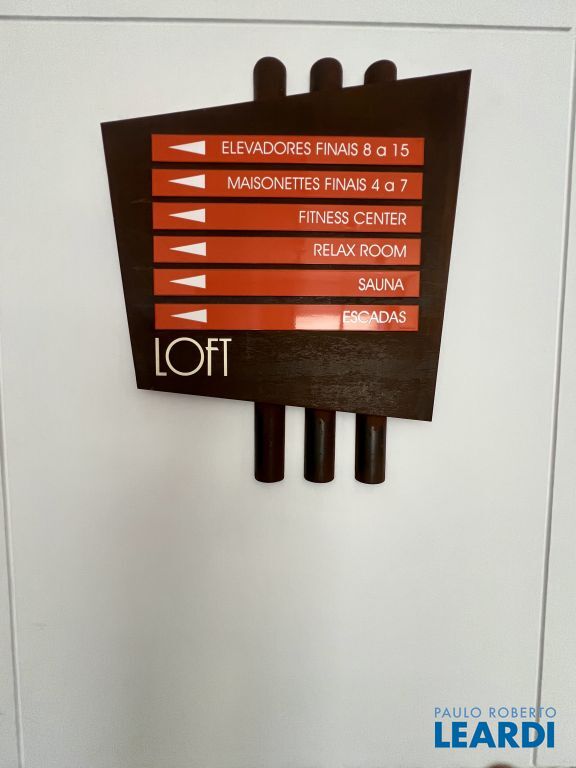 ELEVADORES FINAIS 8 a 15
MAISONETTES FINAIS 4 a 7
FITNESS CENTER
RELAX ROOM
SAUNA
ESCADAS
LOFT
PAULO ROBERTO
LEARDI